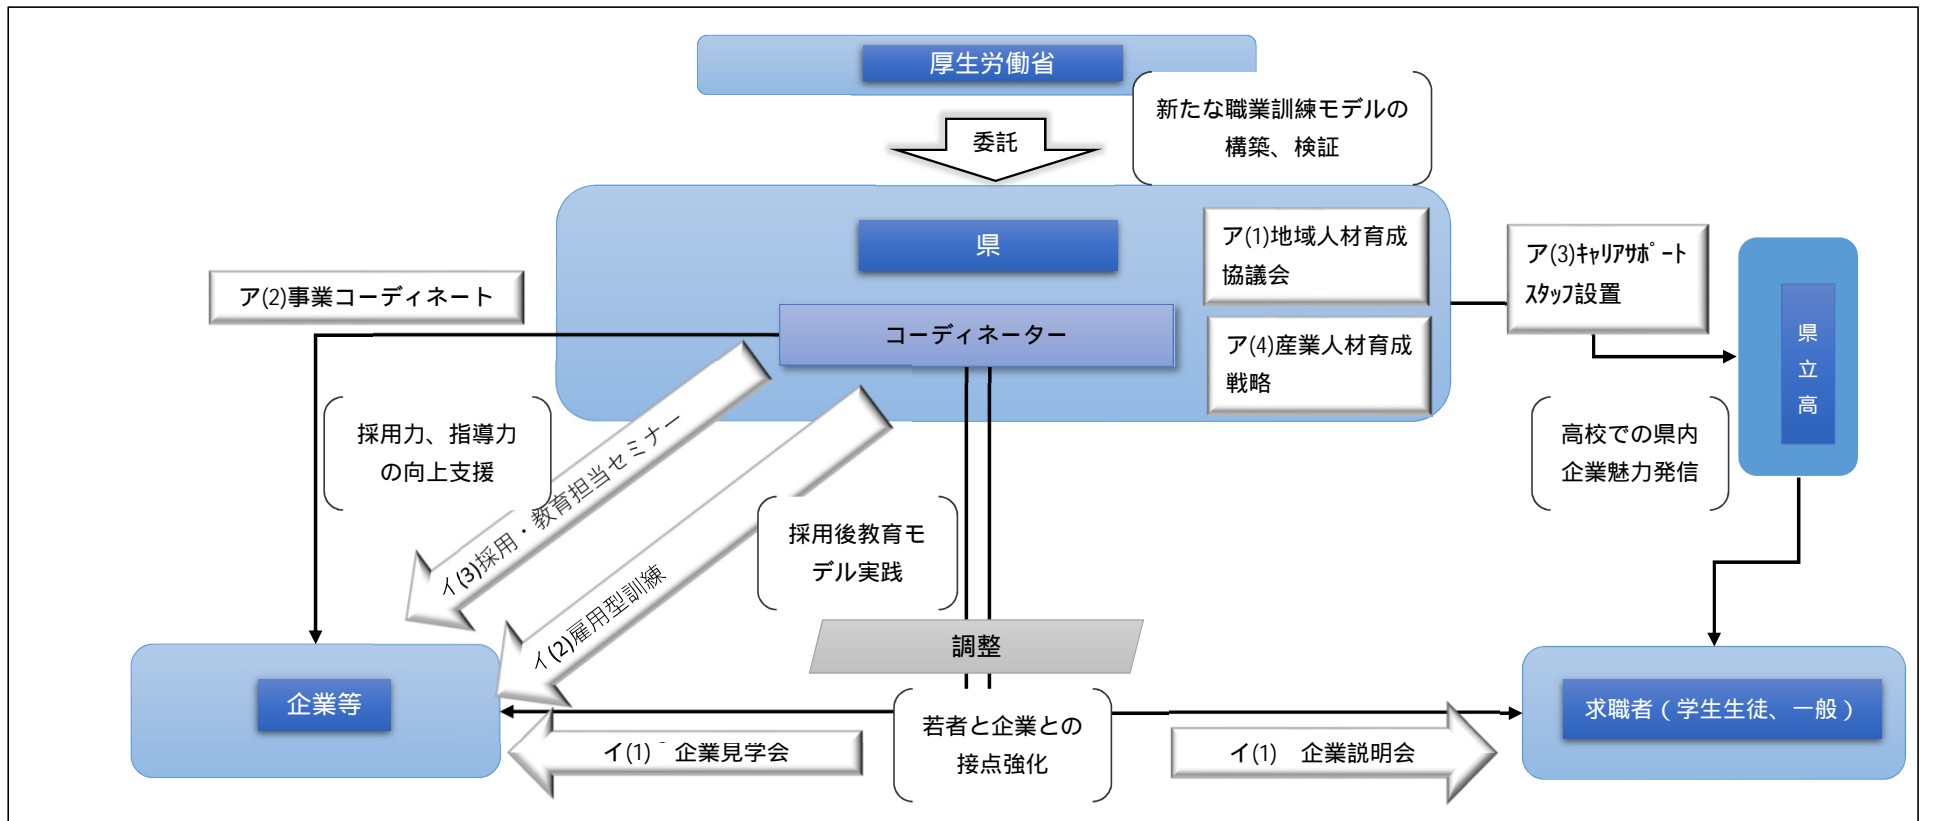 厚生労働省
新たな職業訓練モデルの
構築、検証
委託
県
ア(1)地域人材育成
協議会
ア(3)ｷｬﾘｱｻﾎﾟｰﾄ
ｽﾀｯﾌ設置
ア(2)事業コーディネート
コーディネーター
ア(4)産業人材育成
戦略
県
立
高
採用力、指導力
の向上支援
イ(3)採用・教育担当セミナー
高校での県内
企業魅力発信
採用後教育モ
デル実践
イ(2)雇用型訓練
調整
企業等
若者と企業との
接点強化
求職者（学生生徒、一般）
イ(1) 企業見学会
イ(1)　企業説明会